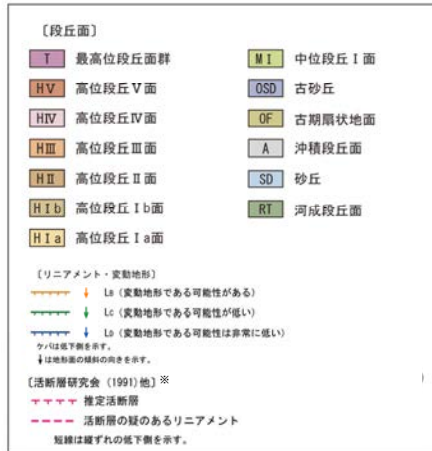 〔段丘面〕
T 最高位段丘面群
HⅤ 高位段丘Ⅴ面
HⅣ 高位段丘Ⅳ面
HⅢ 高位段丘Ⅲ面
HⅡ 高位段丘Ⅱ面
HⅠb 高位段丘Ⅰb面
HⅠa 高位段丘Ⅰa面
MⅠ 中位段丘Ⅰ面
OSD 古砂丘
OF 古期扇状地面
A 沖積段丘面
SD 砂丘
RT 河成段丘面
〔リニアメント・変動地形〕
LB（変動地形である可能性がある）
LC（変動地形である可能性が低い）
LD（変動地形である可能性は非常に低い）
ケバは低下側を示す。
↓は地形面の傾斜の向きを示す。
〔活断層研究会（1991）他〕※
推定活断層
活断層の疑のあるリニアメント
短線は縦ずれの低下側を示す。